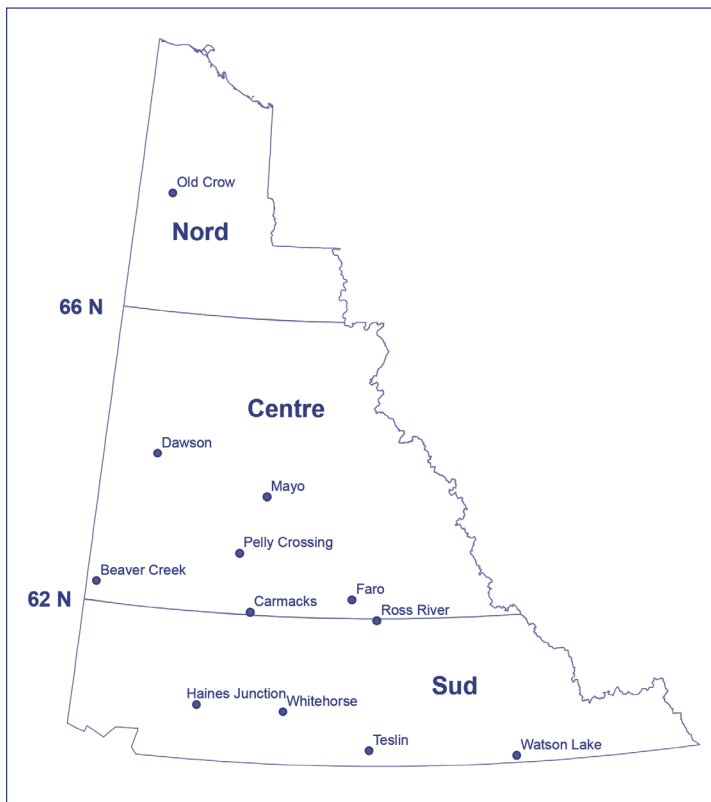 Old Crow
Nord
66 N
Centre
Dawson
Mayo
Pelly Crossing
Beaver Creek
Faro
62 N
Carmacks
Ross River
Sud
Haines Junction
Whitehorse
Teslin
Watson Lake